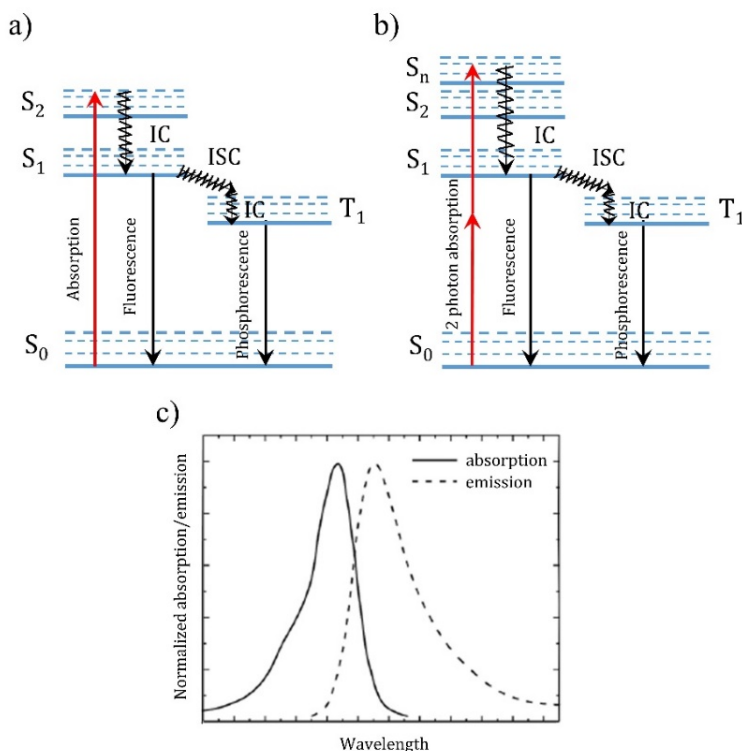 a)
S2
IC
S1
ISC
IC
T1
Absorption
Fluorescence
Phosphorescence
S0
b)
Sn
S2
IC
S1
ISC
IC
T1
2 photon absorption
Fluorescence
Phosphorescence
S0
c)
absorption
emission
Normalized absorption/emission
Wavelength